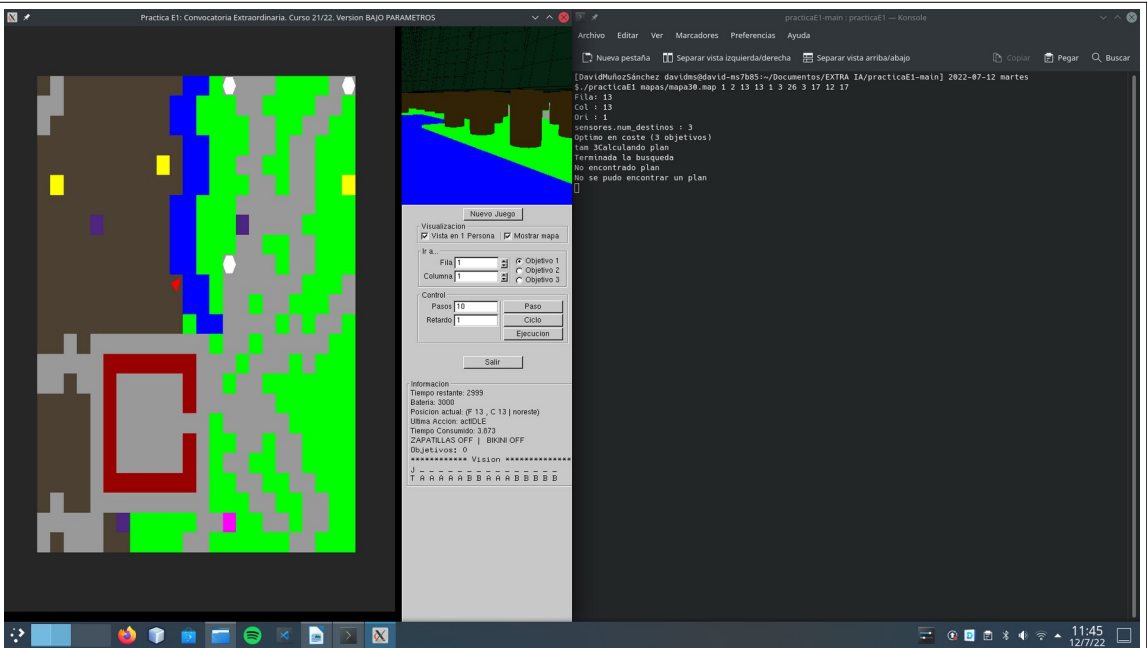 Practica E1: Convocatoria Extraordinaria. Curso 21/22. Version BAJO PARAMETROS
Nuevo Juego
Visualizacion
Vista en 1 Persona
Mostrar mapa
Ir a...
Fila 1
Columna 1
Objetivo 1
Objetivo 2
Objetivo 3
Control
Pasos 10
Paso
Retardo 1
Ciclo
Ejecucion
Salir
Informacion
Tiempo restante: 2999
Bateria: 3000
Posicion actual: (F 13 , C 13 | noreste)
Ultima Accion: actIDLE
Tiempo Consumido: 3.873
ZAPATILLAS OFF | BIKINI OFF
Objetivos: 0
*********** Vision **************
J _ _ _ _ _ _ _ _ _ _ _ _ _ _ _
T A A A A A B B A A A B B B B B
practicaE1-main : practicaE1 — Konsole
Archivo Editar Ver Marcadores Preferencias Ayuda
Nueva pestaña Separar vista izquierda/derecha Separar vista arriba/abajo Copiar Pegar Buscar
[DavidMuñozSánchez davidms@david-ms7b85:~/Documentos/EXTRA IA/practicaE1-main] 2022-07-12 martes
$./practicaE1 mapas/mapa30.map 1 2 13 13 1 3 26 3 17 12 17
Fila: 13
Col : 13
Ori : 1
sensores.num_destinos : 3
Optimo en coste (3 objetivos)
tam 3Calculando plan
Terminada la busqueda
No encontrado plan
No se pudo encontrar un plan
11:45
12/7/22